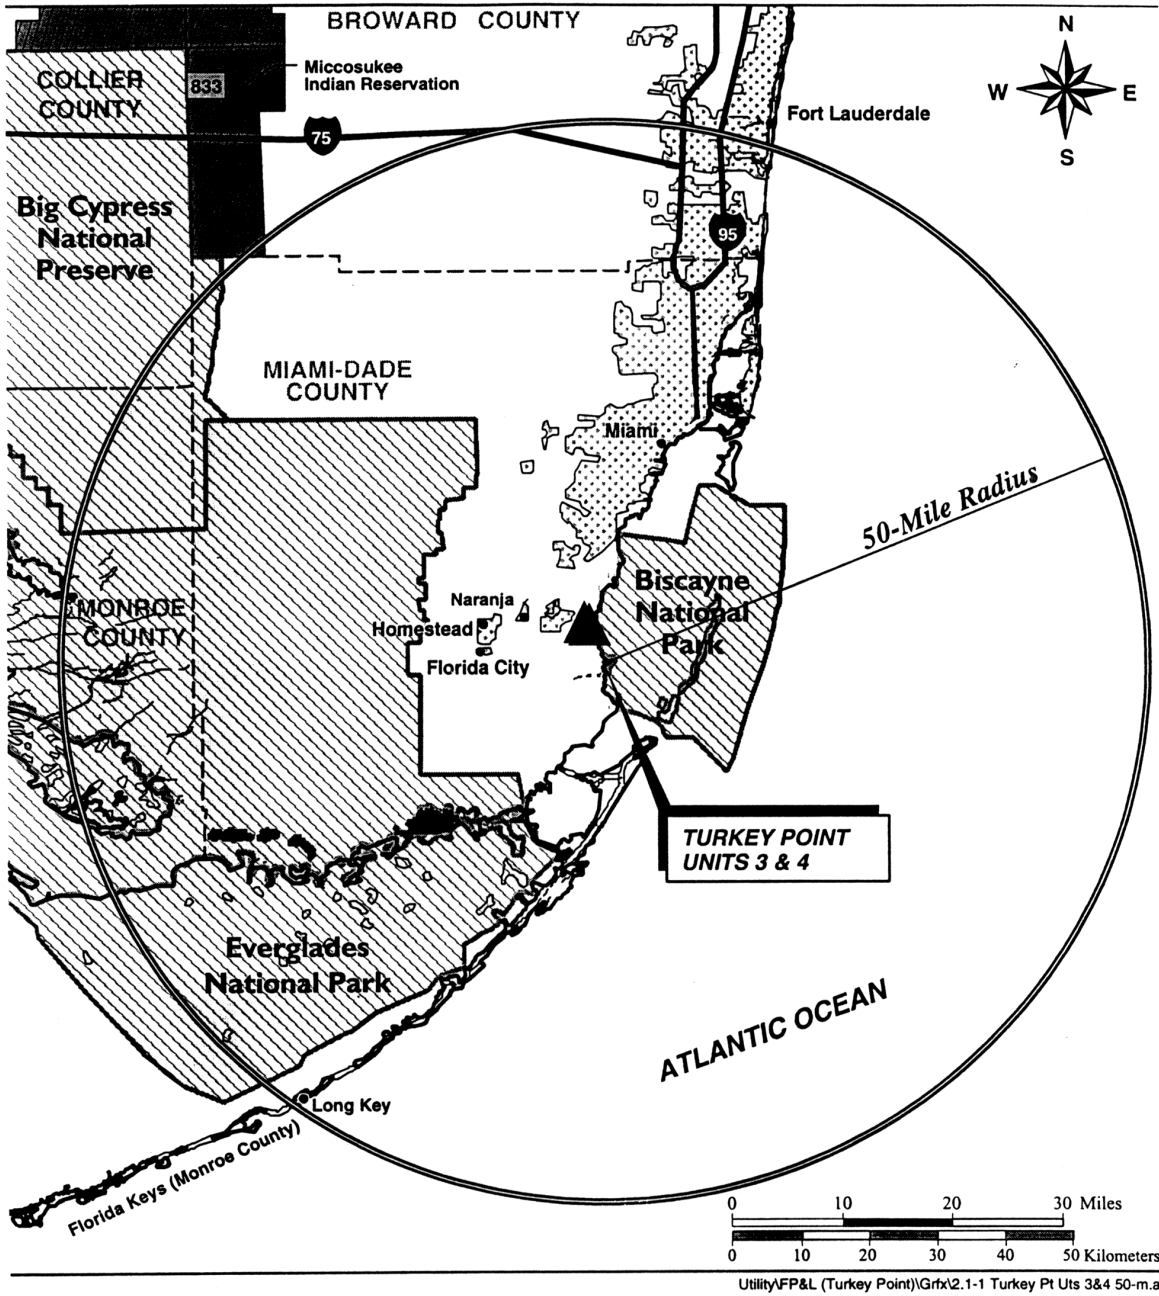 BROWARD COUNTY
N
W E
S
COLLIER
COUNTY
833
Miccosukee
Indian Reservation
75
Fort Lauderdale
Big Cypress
National
Preserve
95
MIAMI-DADE
COUNTY
Miami
50-Mile Radius
Biscayne
National
Park
Naranja
Homestead
Florida City
MONROE
COUNTY
TURKEY POINT
UNITS 3 & 4
Everglades
National Park
ATLANTIC OCEAN
Long Key
Florida Keys (Monroe County)
0 10 20 30 Miles
0 10 20 30 40 50 Kilometers
Utility\FP&L (Turkey Point)\Grfx\2.1-1 Turkey Pt Uts 3&4 50-m.a